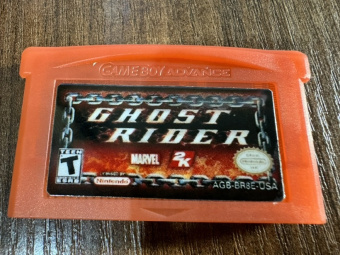 GAME BOY ADVANCE
GHOST
RIDER
TEEN
T
MARVEL
2K
Nintendo
AGB-BR8E-USA